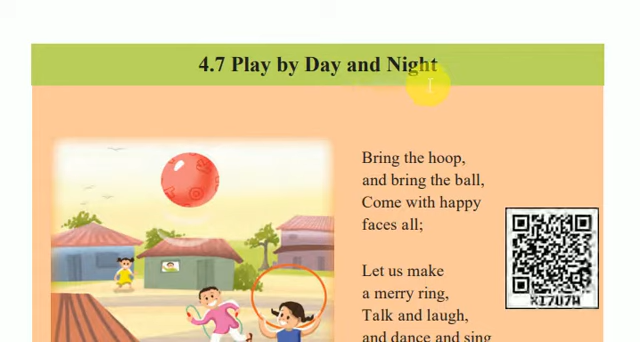 4.7 Play by Day and Night
Bring the hoop,
and bring the ball,
Come with happy
faces all;
Let us make
a merry ring,
Talk and laugh,
and dance and sing